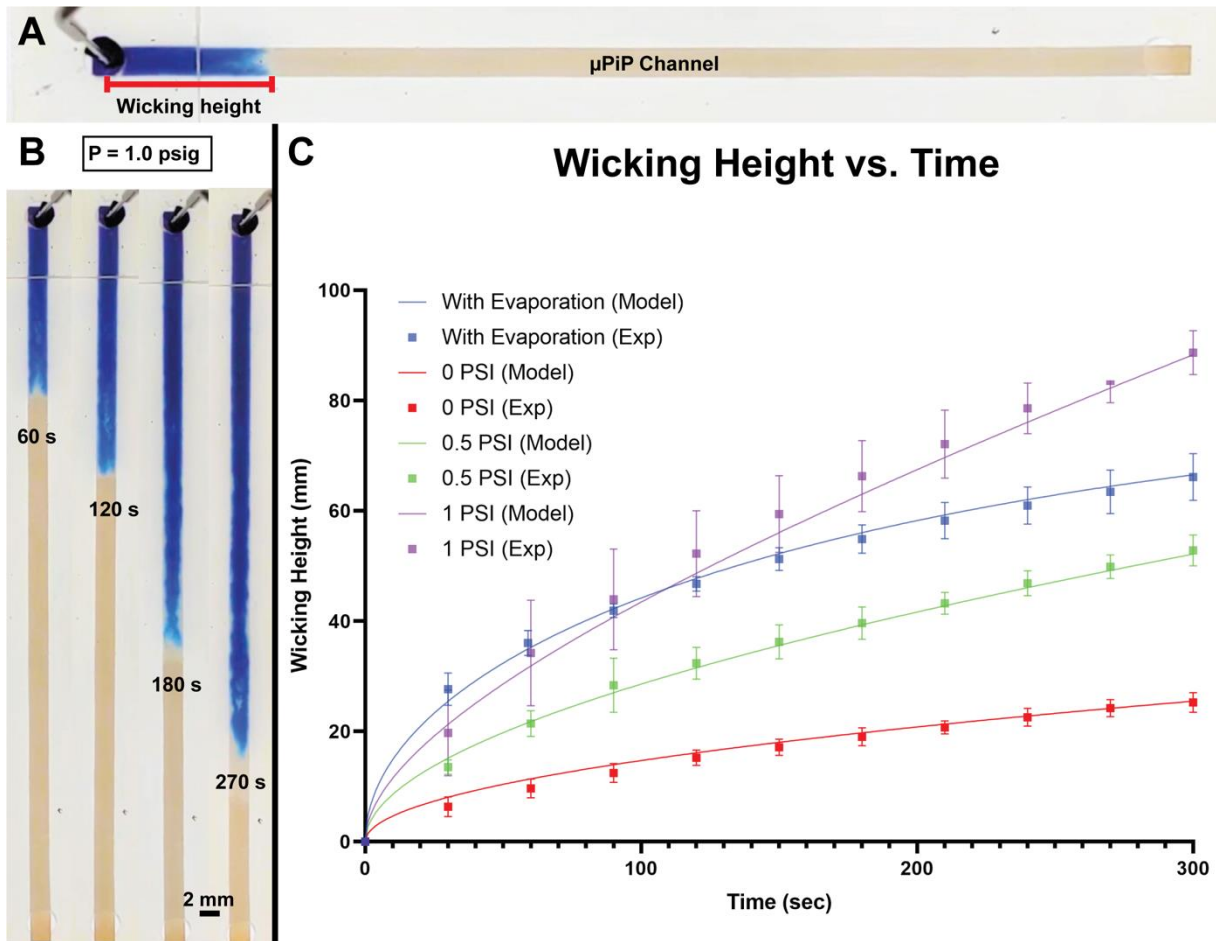 A
µPiP Channel
Wicking height
B
P = 1.0 psig
60 s
120 s
180 s
270 s
2 mm
C
Wicking Height vs. Time
With Evaporation (Model)
With Evaporation (Exp)
0 PSI (Model)
0 PSI (Exp)
0.5 PSI (Model)
0.5 PSI (Exp)
1 PSI (Model)
1 PSI (Exp)
Wicking Height (mm)
100
80
60
40
20
0
0
100
200
300
Time (sec)